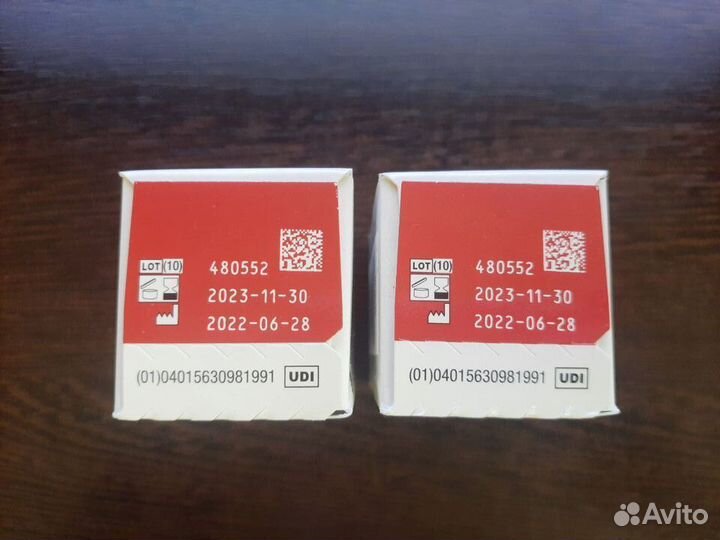 LOT (10) 480552
2023-11-30
2022-06-28
(01)04015630981991 UDI
LOT (10) 480552
2023-11-30
2022-06-28
(01)04015630981991 UDI
Avito